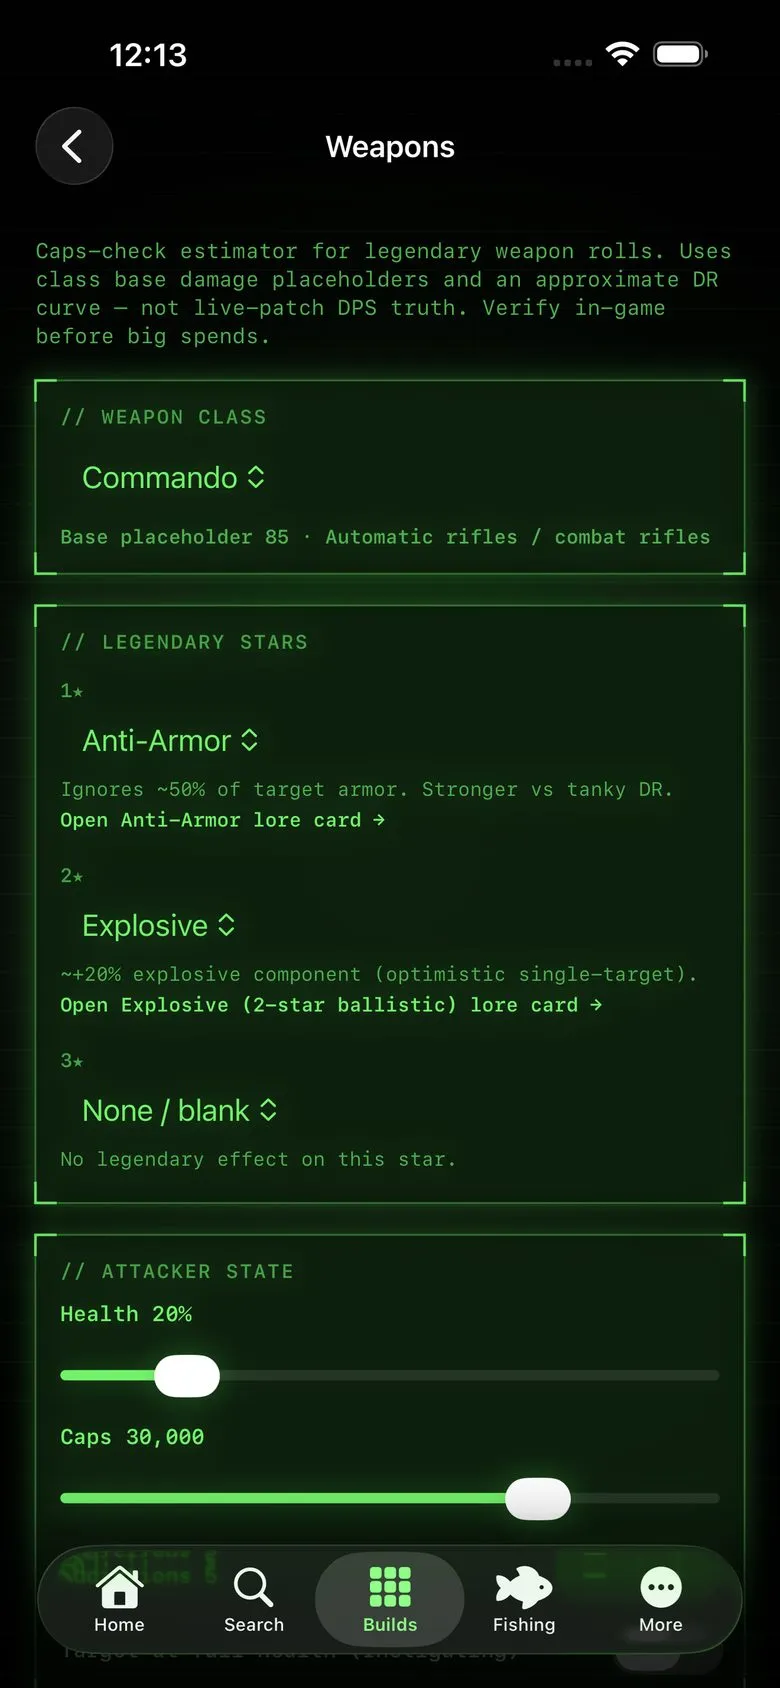 12:13
Weapons
Caps-check estimator for legendary weapon rolls. Uses
class base damage placeholders and an approximate DR
curve — not live-patch DPS truth. Verify in-game
before big spends.
// WEAPON CLASS
Commando
Base placeholder 85 · Automatic rifles / combat rifles
// LEGENDARY STARS
1★
Anti-Armor
Ignores ~50% of target armor. Stronger vs tanky DR.
Open Anti-Armor lore card →
2★
Explosive
~+20% explosive component (optimistic single-target).
Open Explosive (2-star ballistic) lore card →
3★
None / blank
No legendary effect on this star.
// ATTACKER STATE
Health 20%
Caps 30,000
Target at full health (Instigating)
Home
Search
Builds
Fishing
More